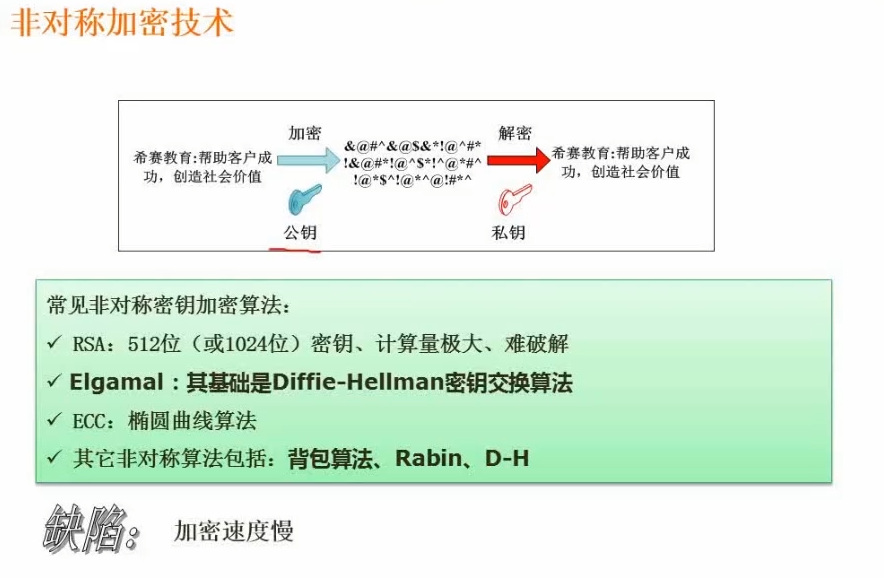 非对称加密技术
加密
解密
希赛教育:帮助客户成
功，创造社会价值
&@#^&@$&*!@^#*
!&@#*!@^$*!^@*#^
!@*$^!@*^@!#*^
希赛教育:帮助客户成
功，创造社会价值
公钥
私钥
常见非对称密钥加密算法：
✓ RSA：512位（或1024位）密钥、计算量极大、难破解
✓ Elgamal：其基础是Diffie-Hellman密钥交换算法
✓ ECC：椭圆曲线算法
✓ 其它非对称算法包括：背包算法、Rabin、D-H
缺陷： 加密速度慢